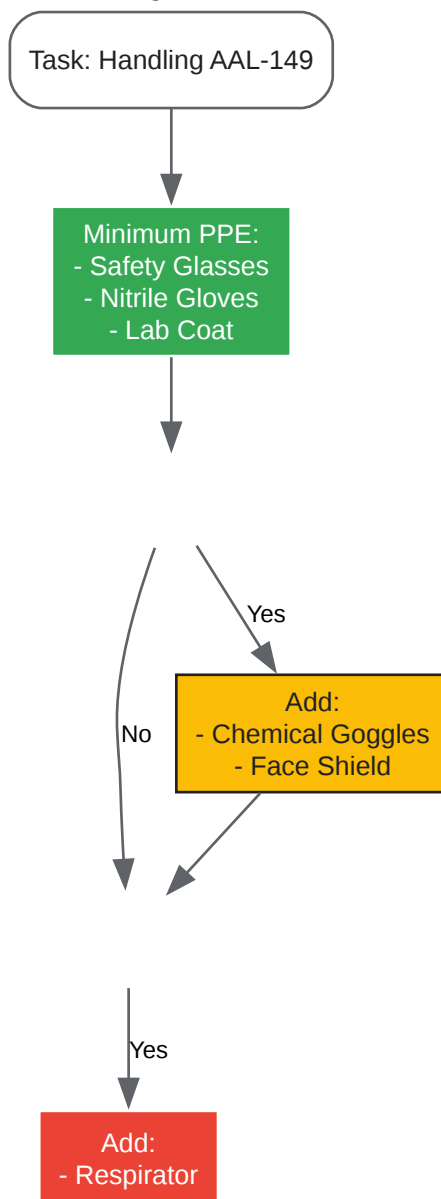 Task: Handling AAL-149
Minimum PPE:
- Safety Glasses
- Nitrile Gloves
- Lab Coat
Yes
Add:
- Chemical Goggles
- Face Shield
No
Yes
Add:
- Respirator